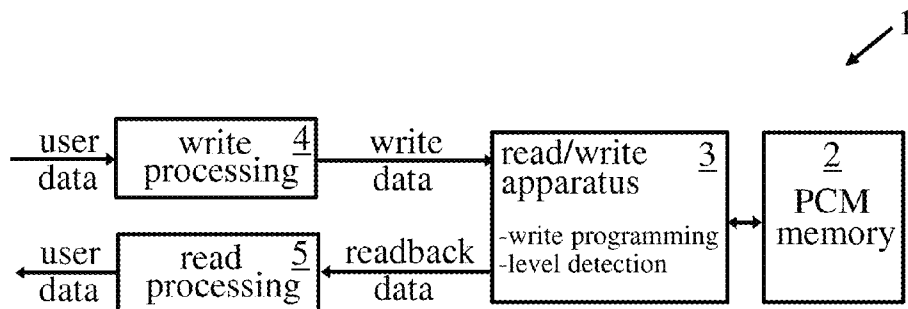 1
user data
write processing 4
write data
read/write apparatus 3
-write programming
-level detection
2
PCM memory
user data
read processing 5
readback data